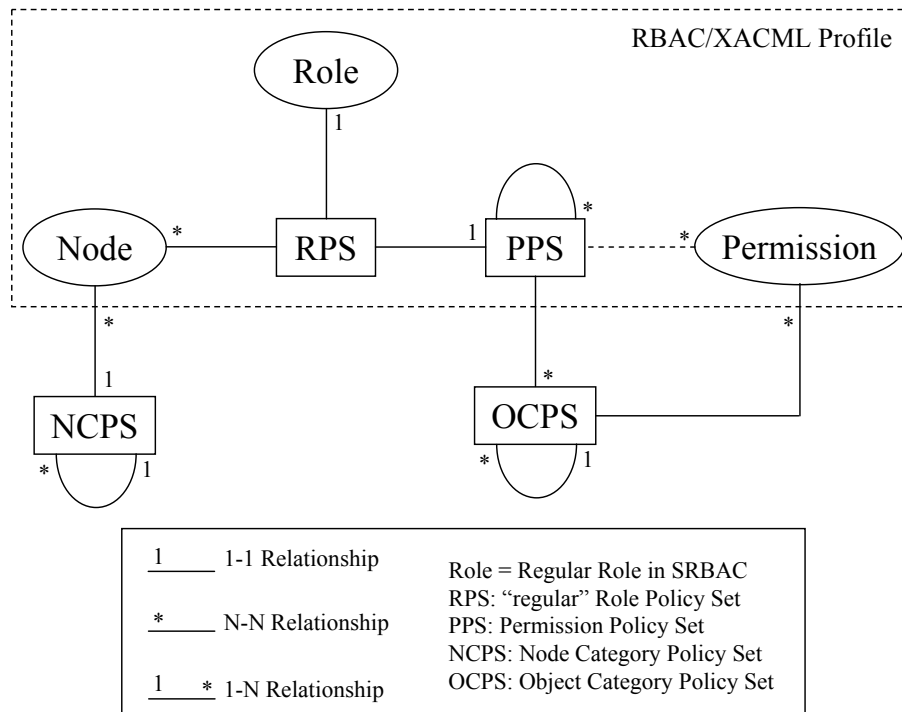 RBAC/XACML Profile
Role
1
Node
*
RPS
1
PPS
*
*
Permission
*
1
NCPS
*
1
*
OCPS
*
1
*
1
1-1 Relationship
*
N-N Relationship
1 *
1-N Relationship
Role = Regular Role in SRBAC
RPS: “regular” Role Policy Set
PPS: Permission Policy Set
NCPS: Node Category Policy Set
OCPS: Object Category Policy Set